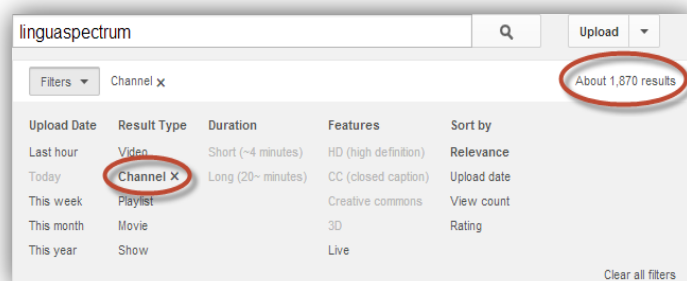 linguaspectrum Upload
Filters Channel x About 1,870 results
Upload Date Result Type Duration Features Sort by
Last hour Video Short (~4 minutes) HD (high definition) Relevance
Today Channel X Long (20~ minutes) CC (closed caption) Upload date
This week Playlist Creative commons View count
This month Movie 3D Rating
This year Show Live
Clear all filters